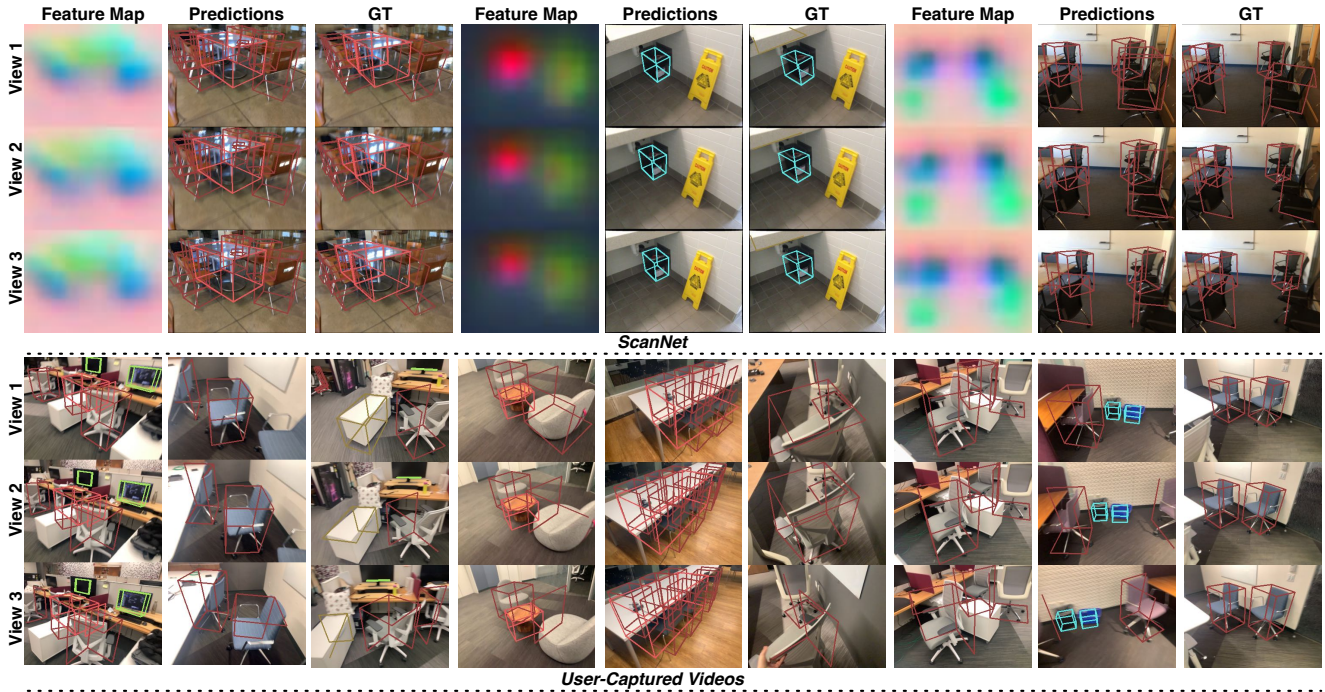 Feature Map Predictions GT Feature Map Predictions GT Feature Map Predictions GT
View 1
View 2
View 3
ScanNet
View 1
View 2
View 3
User-Captured Videos